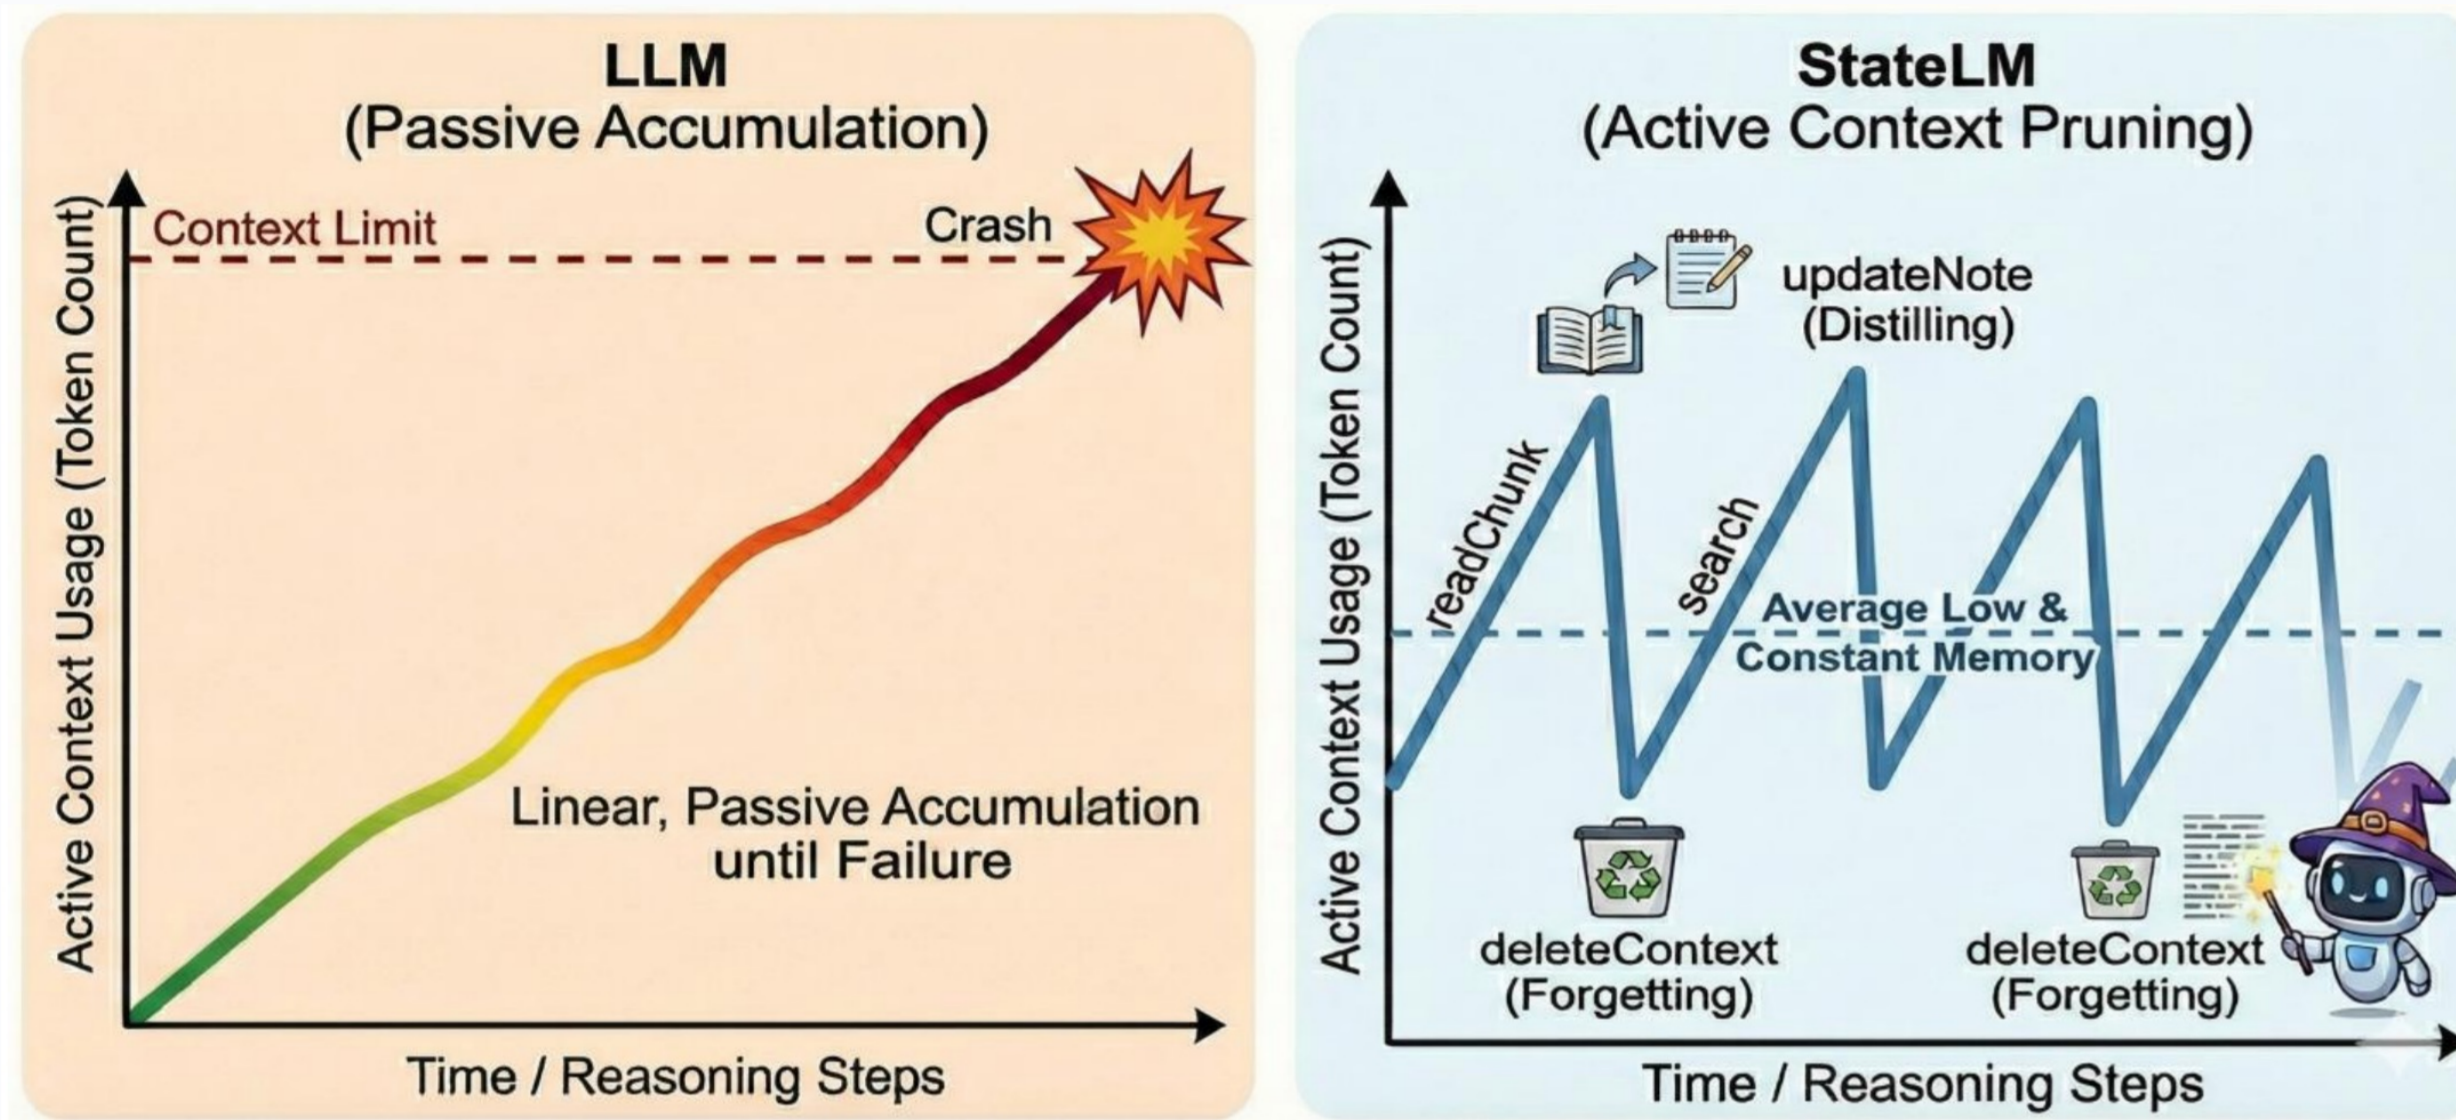 LLM
(Passive Accumulation)
Active Context Usage (Token Count)
Context Limit
Crash
Linear, Passive Accumulation
until Failure
Time / Reasoning Steps
StateLM
(Active Context Pruning)
Active Context Usage (Token Count)
updateNote
(Distilling)
readChunk
search
Average Low &
Constant Memory
deleteContext
(Forgetting)
deleteContext
(Forgetting)
Time / Reasoning Steps